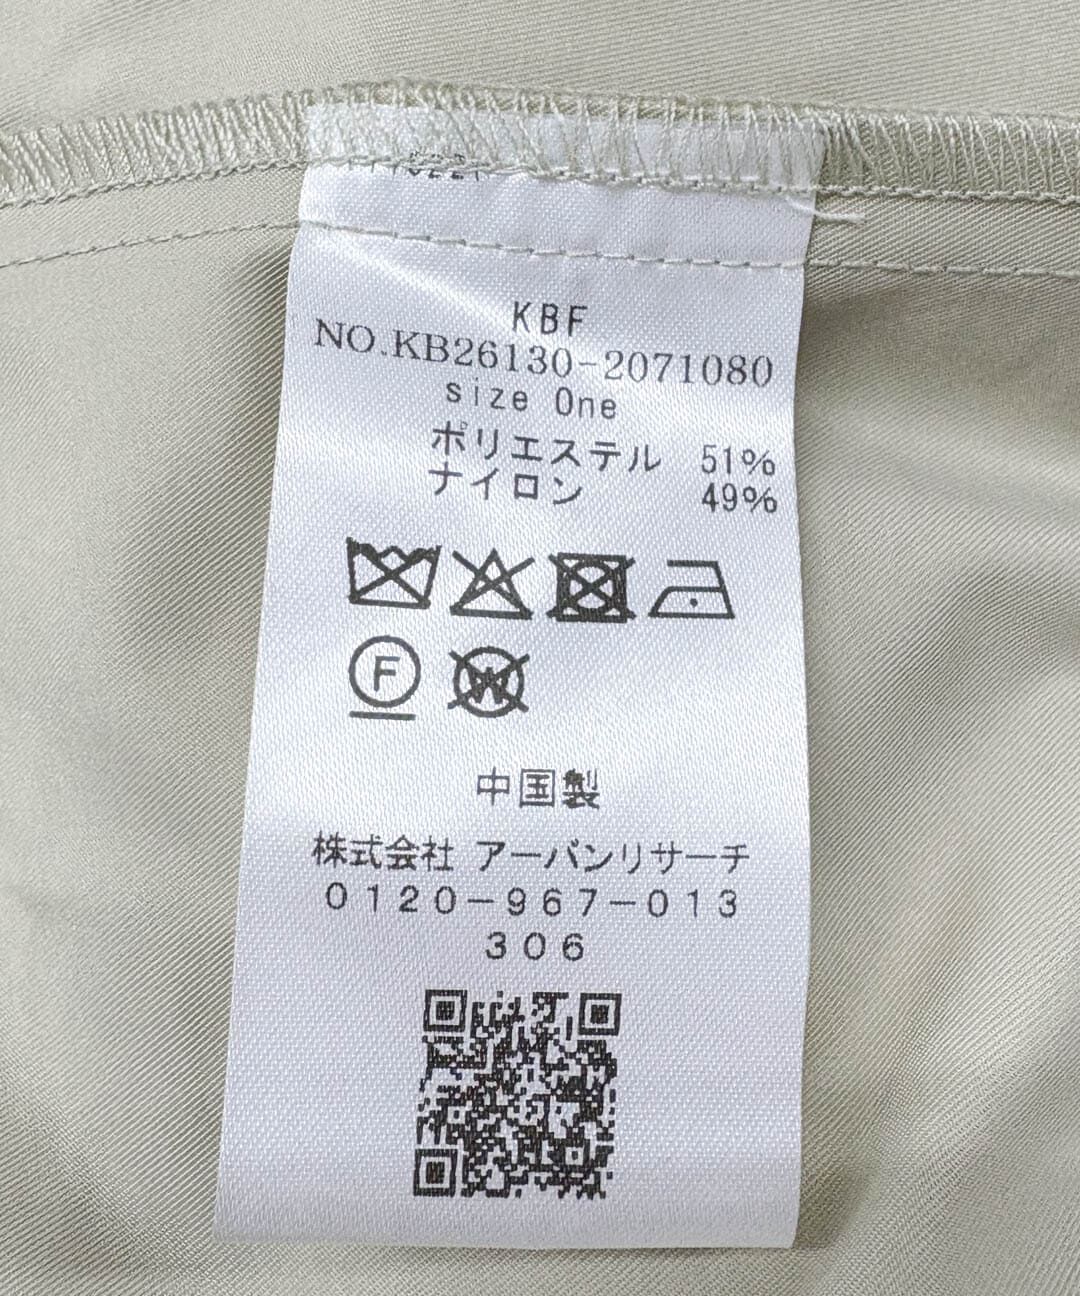 KBF
NO.KB26130-2071080
size One
ポリエステル 51%
ナイロン 49%
F
W
中国製
株式会社 アーバンリサーチ
0120-967-013
306